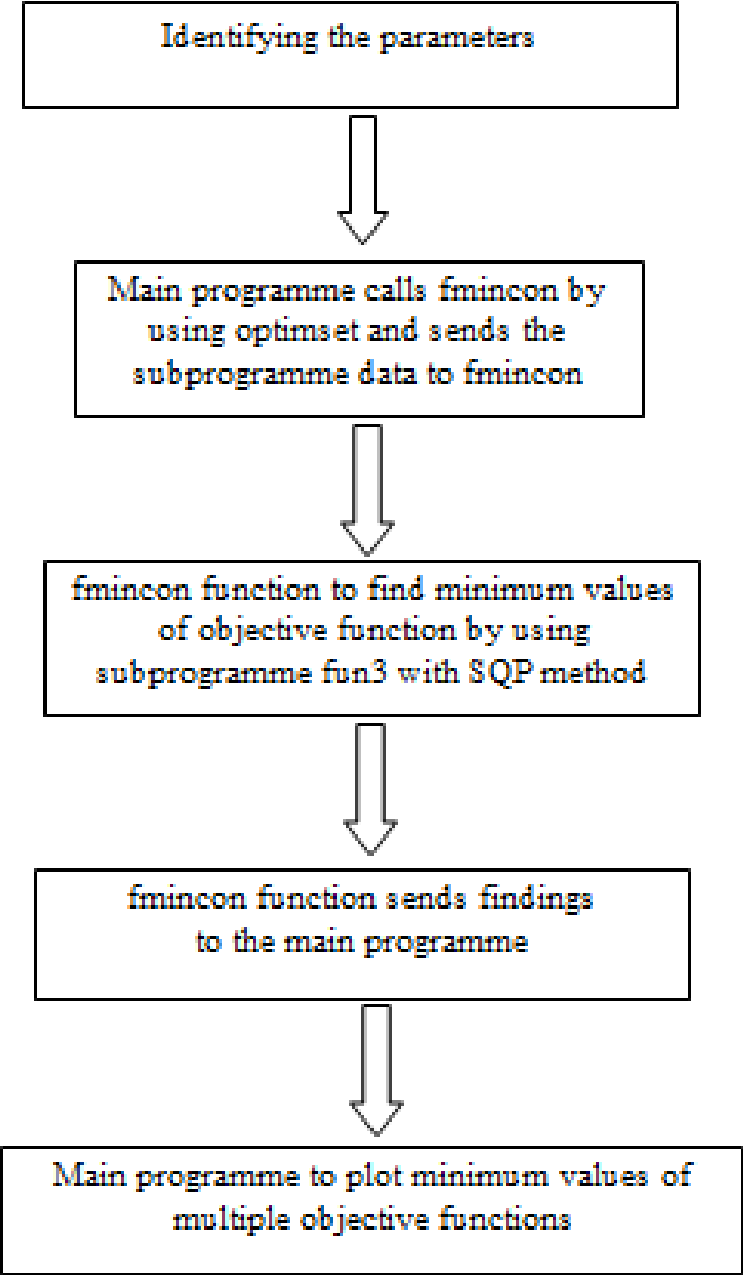 Identifying the parameters
Main programme calls fmincon by
using optimset and sends the
subprogramme data to fmincon
fmincon function to find minimum values
of objective function by using
subprogramme fun3 with SQP method
fmincon function sends findings
to the main programme
Main programme to plot minimum values of
multiple objective functions